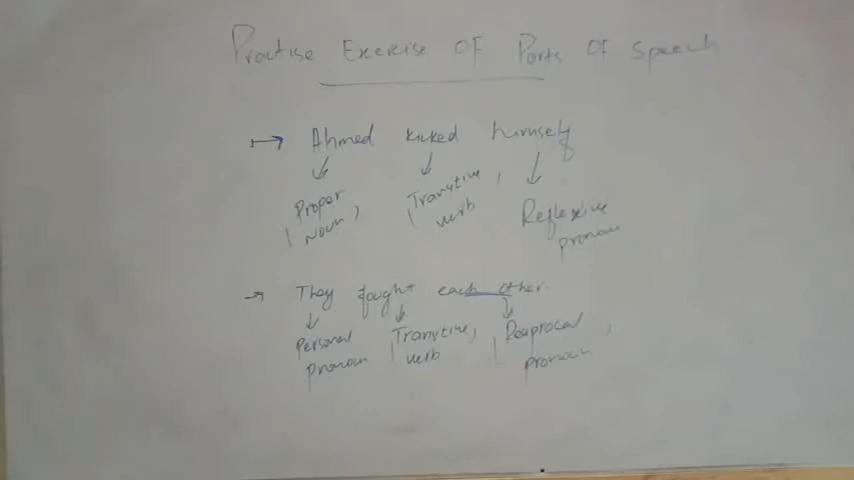 Practise Exercise Of Parts Of Speech
→ Ahmed kicked himself
Proper Noun, Transitive verb, Reflexive pronoun
→ They fought each other.
Personal pronoun Transitive verb, Reciprocal pronoun,